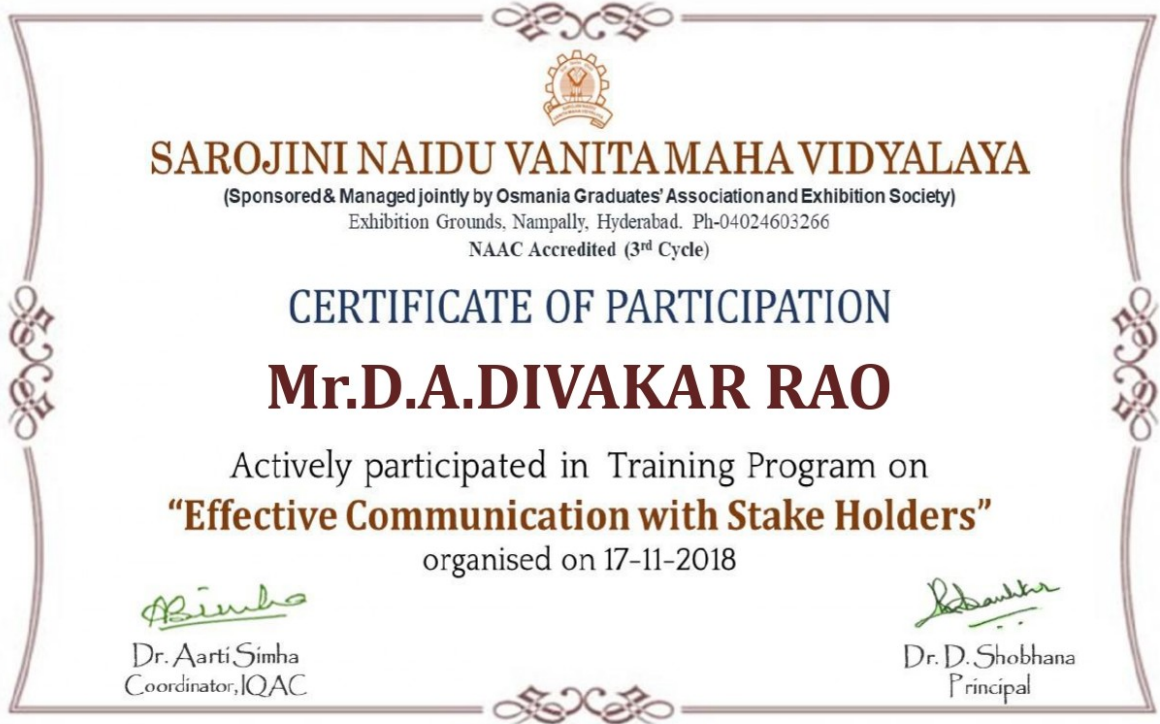 SAROJINI NAIDU VANITA MAHA VIDYALAYA
(Sponsored & Managed jointly by Osmania Graduates' Association and Exhibition Society)
Exhibition Grounds, Nampally, Hyderabad. Ph-04024603266
NAAC Accredited (3rd Cycle)
CERTIFICATE OF PARTICIPATION
Mr.D.A.DIVAKAR RAO
Actively participated in Training Program on
“Effective Communication with Stake Holders”
organised on 17-11-2018
ABimha
Dr. Aarti Simha
Coordinator, IQAC
Dr. D. Shobhana
Principal